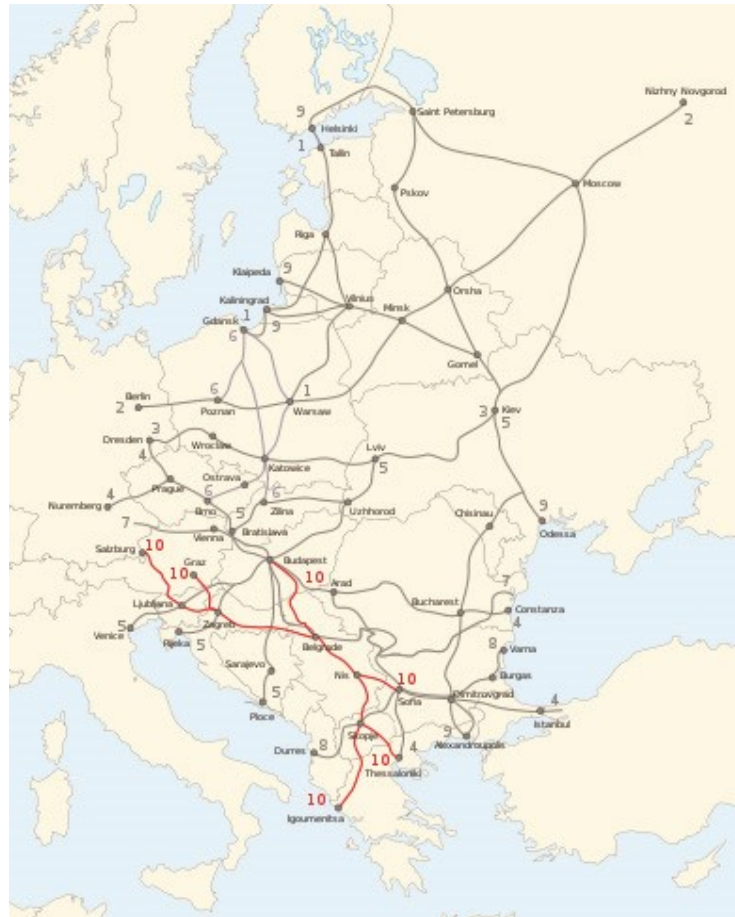 Nizhny Novgorod
2
9
Saint Petersburg
Helsinki
1
Tallin
Moscow
Pskov
Riga
Klaipeda
9
Kaliningrad
Vilnius
Minsk
Orsha
1
Gdansk
9
6
Gomel
Berlin
6
1
2
Poznan
Warsaw
3
Kiev
5
3
Dresden
Wroclaw
4
Lviv
Katowice
5
Ostrava
Prague
4
6
6
Nuremberg
Brno
5
Zilina
Uzhhorod
Chisinau
9
7
Vienna
Bratislava
Odessa
Salzburg
10
Graz
Budapest
10
10
Arad
7
Ljubljana
Bucharest
Constanza
Zagreb
4
5
Venice
Rijeka
5
Belgrade
8
Varna
Sarajevo
Nis
10
Burgas
5
Sofia
Dimitrovgrad
4
Ploce
Istanbul
Skopje
9
Durres
8
Alexandroupolis
10
4
Thessaloniki
10
Igoumenitsa